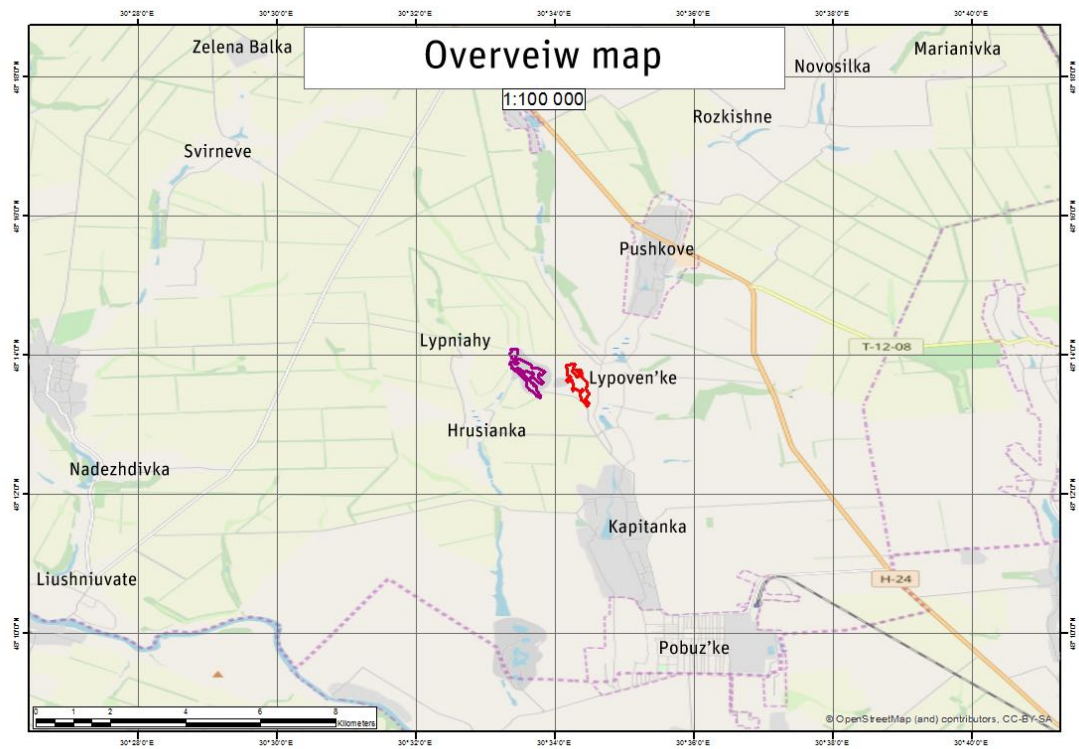 30°28'0"E 30°30'0"E 30°32'0"E 30°34'0"E 30°36'0"E 30°38'0"E 30°40'0"E
Overveiw map
1:100 000
Zelena Balka
Marianivka
Novosilka
Rozkishne
Svirneve
Pushkove
Lypniahy
T-12-08
Lypoven'ke
Hrusianka
Nadezhdivka
Kapitanka
Liushniuvate
H-24
Pobuz'ke
0 1 2 4 6 8
Kilometers
© OpenStreetMap (and) contributors, CC-BY-SA
30°28'0"E 30°30'0"E 30°32'0"E 30°34'0"E 30°36'0"E 30°38'0"E 30°40'0"E